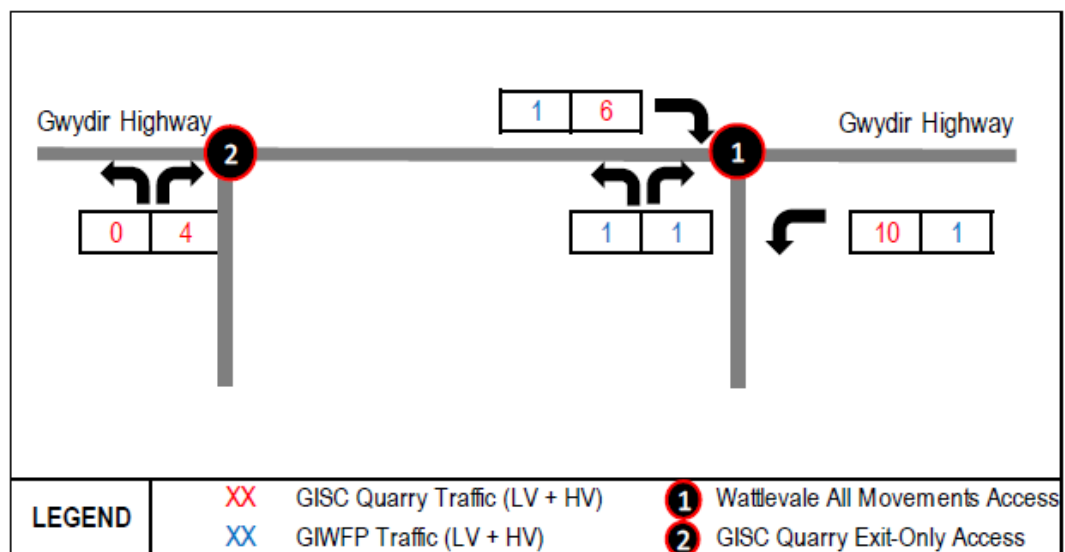 1 6
Gwydir Highway
Gwydir Highway
2
1
0 4
1 1
10 1
LEGEND
XX GISC Quarry Traffic (LV + HV)
1 Wattlevale All Movements Access
XX GIWFP Traffic (LV + HV)
2 GISC Quarry Exit-Only Access